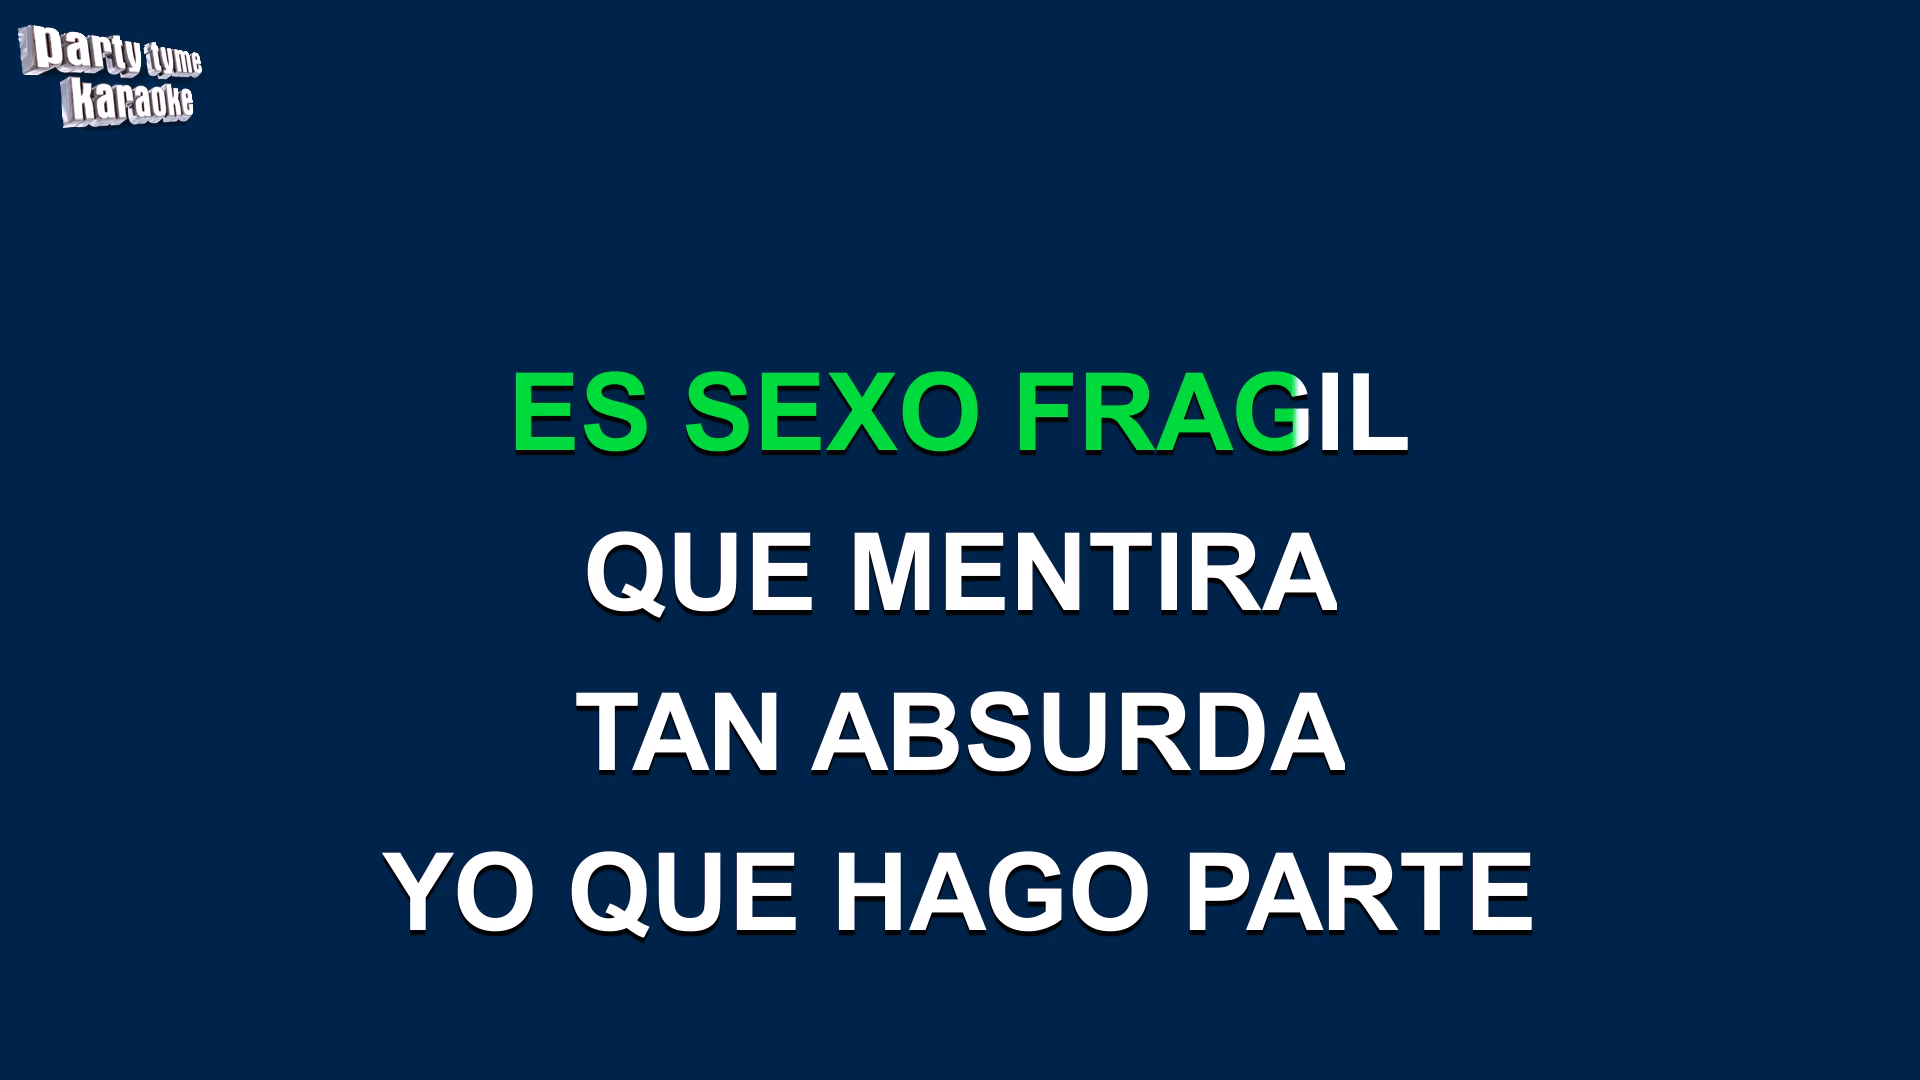 party tyme
karaoke
ES SEXO FRAGIL
QUE MENTIRA
TAN ABSURDA
YO QUE HAGO PARTE